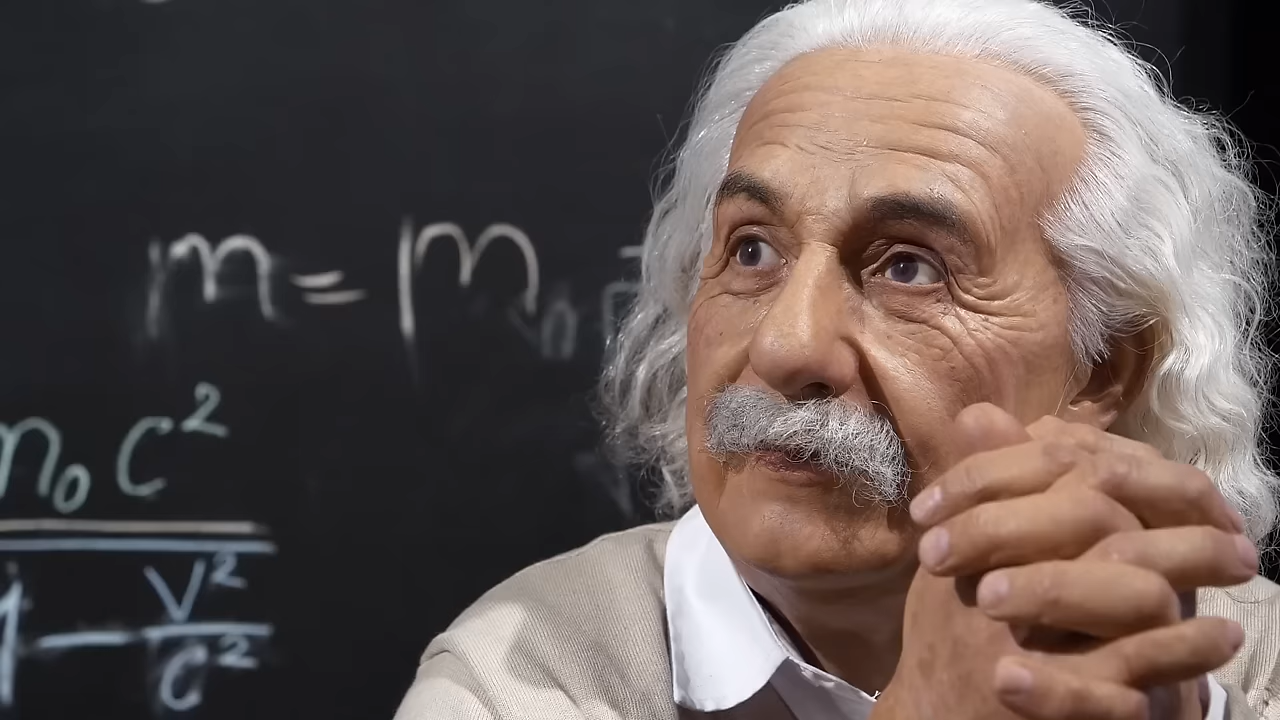 m = m₀
m₀c²
1 - v²/c²